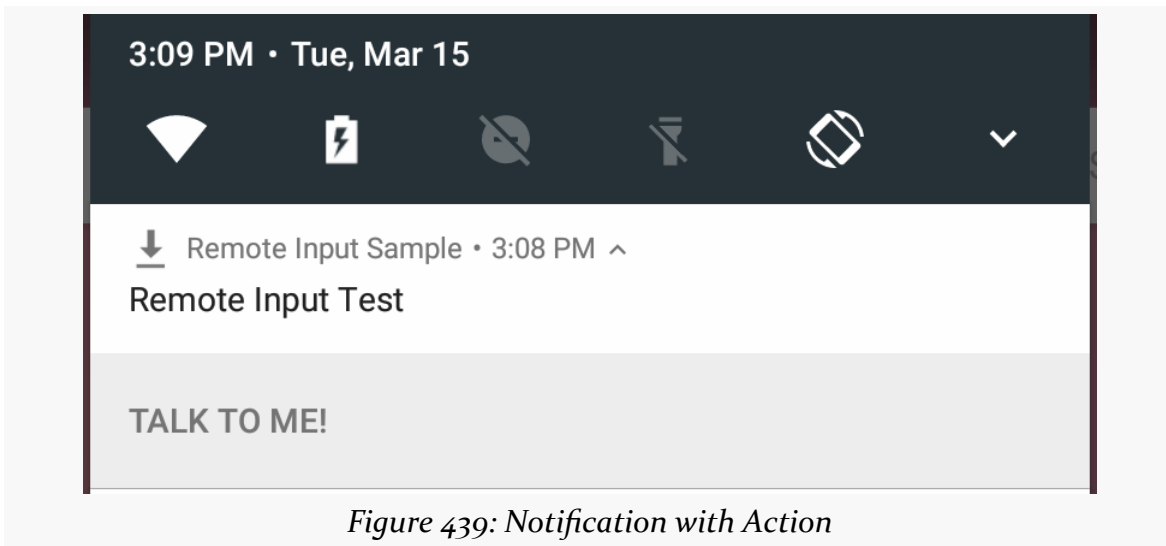 3:09 PM • Tue, Mar 15
Remote Input Sample • 3:08 PM
Remote Input Test
TALK TO ME!
Figure 439: Notification with Action